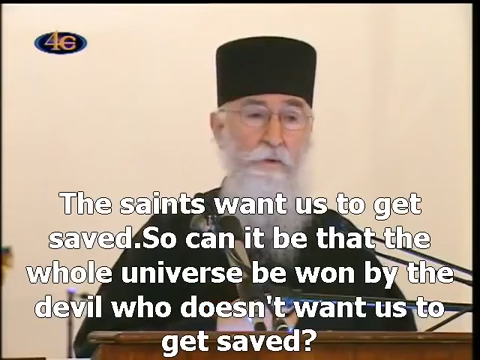 4G
The saints want us to get
saved.So can it be that the
whole universe be won by the
devil who doesn't want us to
get saved?